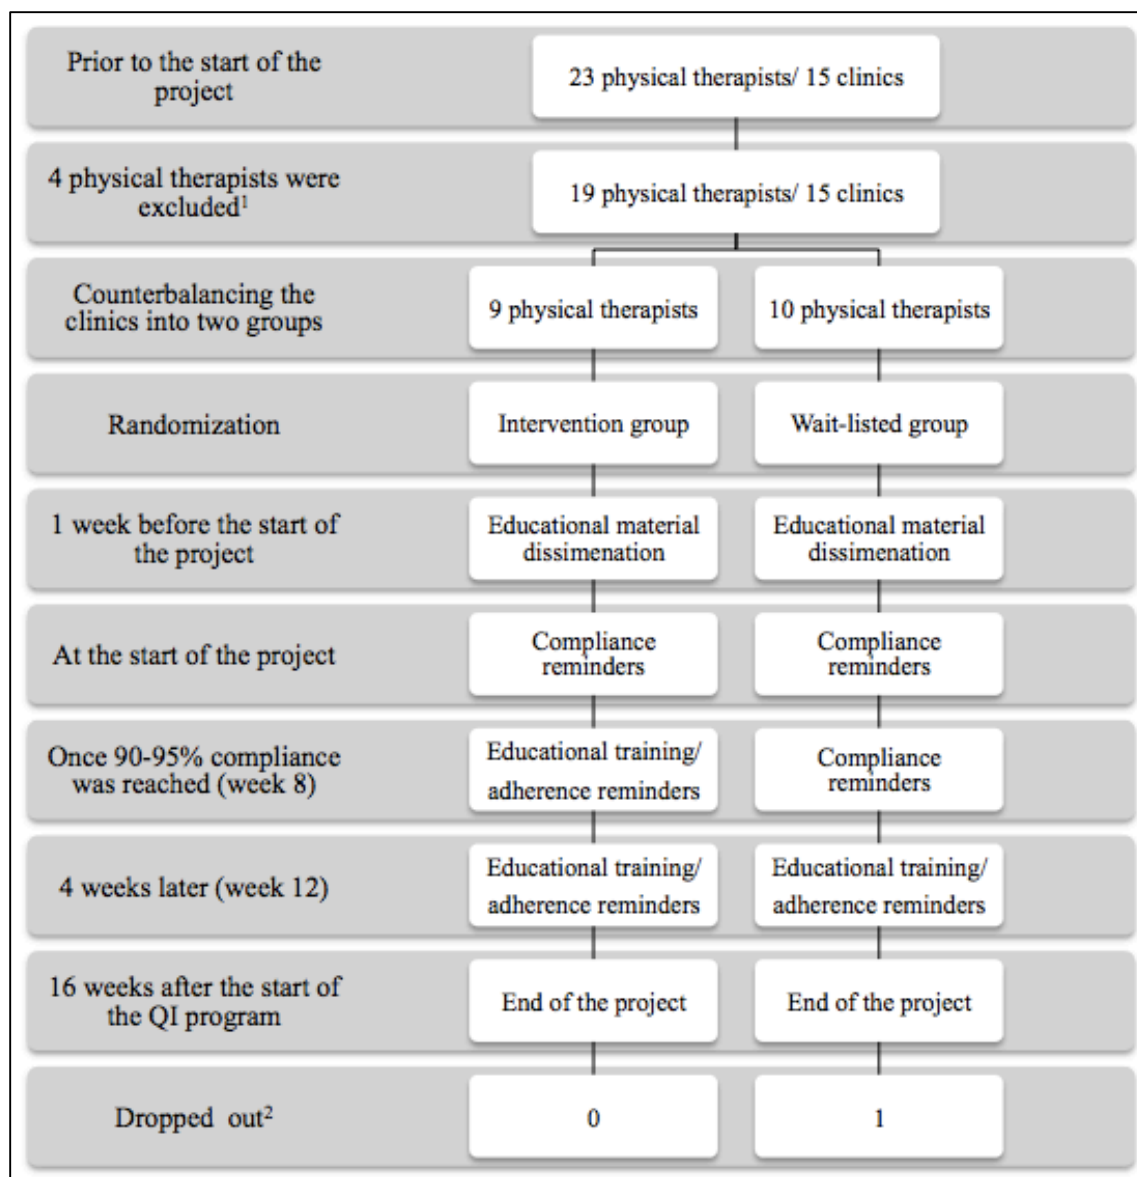 Prior to the start of the
project
23 physical therapists/ 15 clinics
4 physical therapists were
excluded¹
19 physical therapists/ 15 clinics
Counterbalancing the
clinics into two groups
9 physical therapists
10 physical therapists
Randomization
Intervention group
Wait-listed group
1 week before the start of
the project
Educational material
dissimenation
Educational material
dissimenation
At the start of the project
Compliance
reminders
Compliance
reminders
Once 90-95% compliance
was reached (week 8)
Educational training/
adherence reminders
Compliance
reminders
4 weeks later (week 12)
Educational training/
adherence reminders
Educational training/
adherence reminders
16 weeks after the start of
the QI program
End of the project
End of the project
Dropped out²
0
1